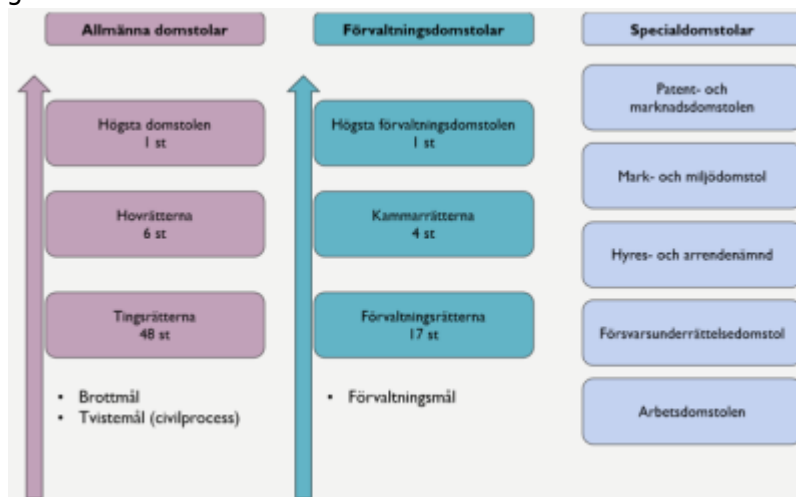 g
Allmänna domstolar
Högsta domstolen
1 st
Hovrätterna
6 st
Tingsrätterna
48 st
• Brottmål
• Tvistemål (civilprocess)
Förvaltningsdomstolar
Högsta förvaltningsdomstolen
1 st
Kammarrätterna
4 st
Förvaltningsrätterna
17 st
• Förvaltningsmål
Specialdomstolar
Patent- och
marknadsdomstolen
Mark- och miljödomstol
Hyres- och arrendenämnd
Försvarsunderrättelsedomstol
Arbetsdomstolen